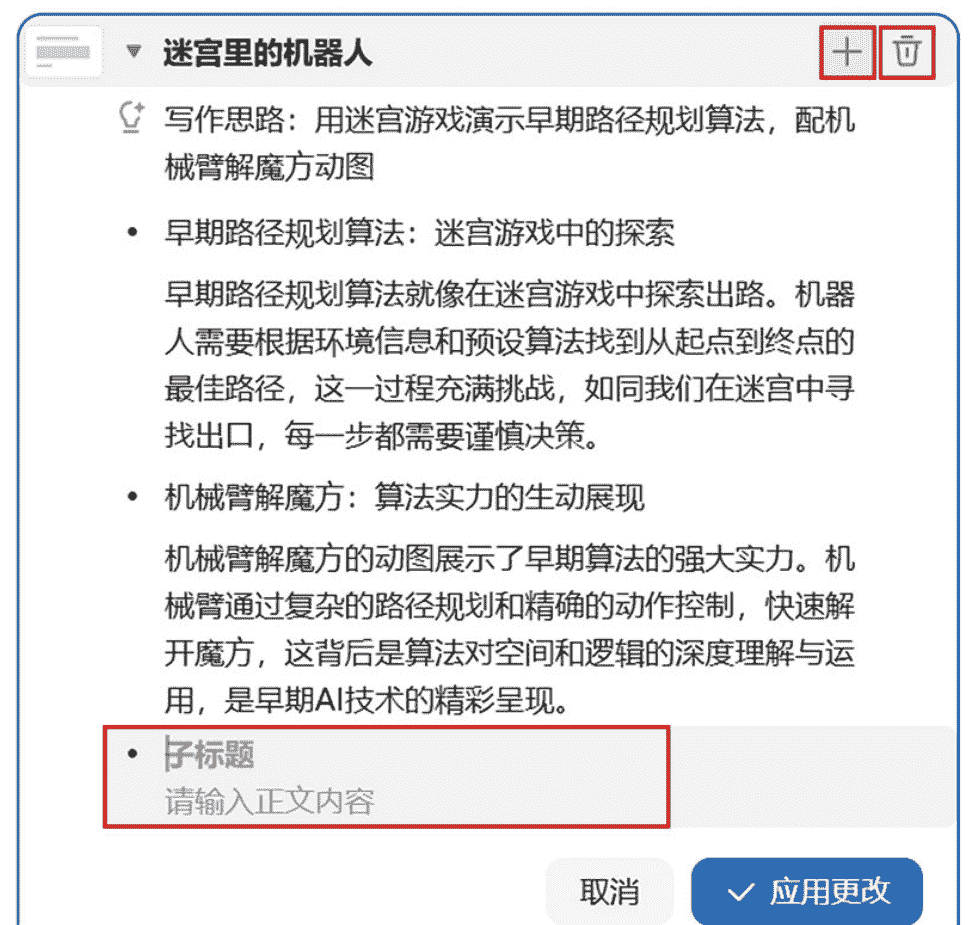 迷宫里的机器人
写作思路：用迷宫游戏演示早期路径规划算法，配机
械臂解魔方动图
• 早期路径规划算法：迷宫游戏中的探索
早期路径规划算法就像在迷宫游戏中探索出路。机器
人需要根据环境信息和预设算法找到从起点到终点的
最佳路径，这一过程充满挑战，如同我们在迷宫中寻
找出口，每一步都需要谨慎决策。
• 机械臂解魔方：算法实力的生动展现
机械臂解魔方的动图展示了早期算法的强大实力。机
械臂通过复杂的路径规划和精确的动作控制，快速解
开魔方，这背后是算法对空间和逻辑的深度理解与运
用，是早期AI技术的精彩呈现。
• 子标题
请输入正文内容
取消
应用更改